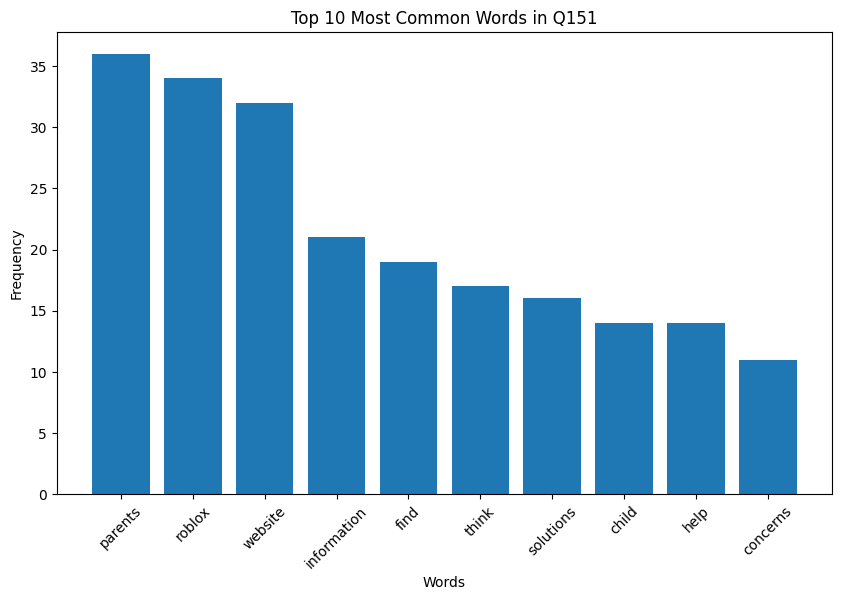 Top 10 Most Common Words in Q151
Frequency
35
30
25
20
15
10
5
0
parents
roblox
website
information
find
think
solutions
child
help
concerns
Words